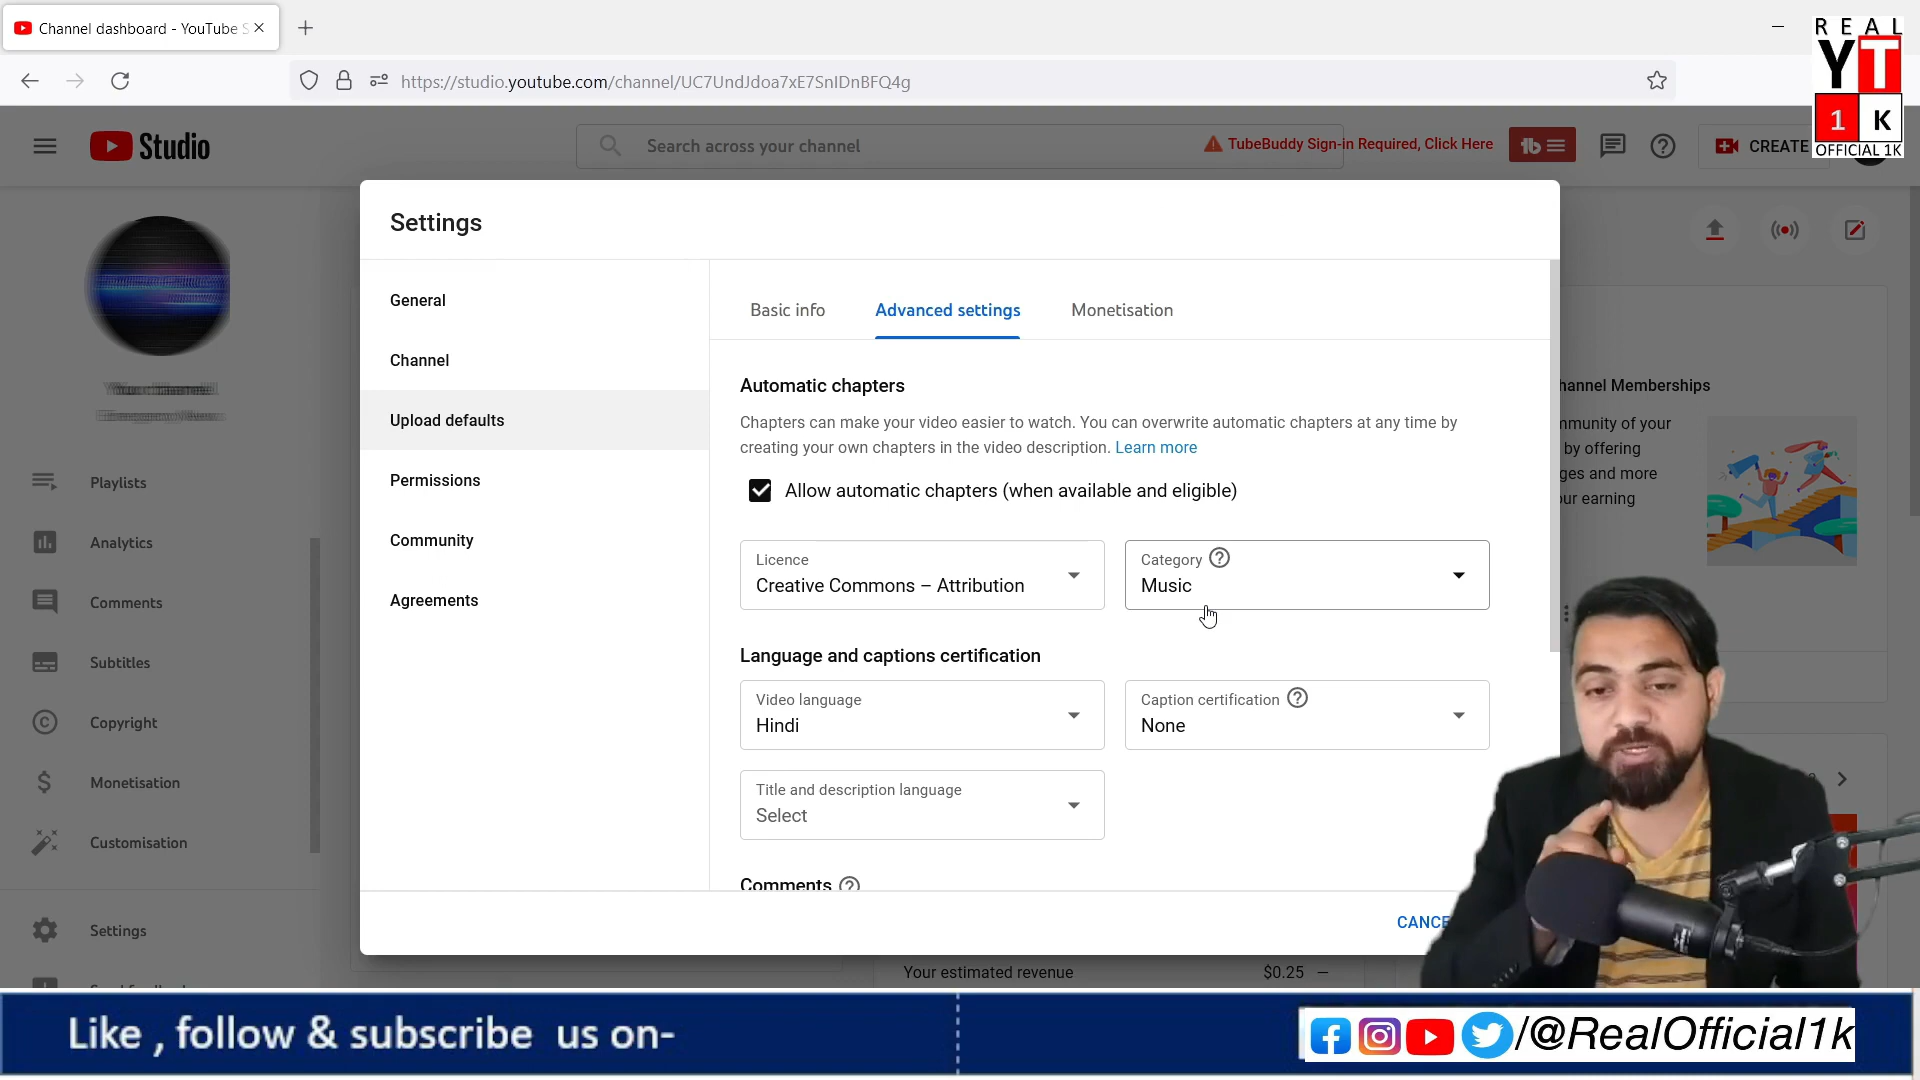 Channel dashboard - YouTube S
https://studio.youtube.com/channel/UC7UndJdoa7xE7SnIDnBFQ4g
REAL
YT
1 K
OFFICIAL 1K
Studio
Search across your channel
TubeBuddy Sign-in Required, Click Here
tb
CREATE
Settings
General
Channel
Upload defaults
Permissions
Community
Agreements
Basic info
Advanced settings
Monetisation
Automatic chapters
Chapters can make your video easier to watch. You can overwrite automatic chapters at any time by
creating your own chapters in the video description. Learn more
Allow automatic chapters (when available and eligible)
Licence
Creative Commons – Attribution
Category
Music
Language and captions certification
Video language
Hindi
Caption certification
None
Title and description language
Select
Comments
CANCE
hannel Memberships
mmunity of your
by offering
ges and more
ur earning
Playlists
Analytics
Comments
Subtitles
Copyright
Monetisation
Customisation
Settings
Your estimated revenue
$0.25 —
Like , follow & subscribe us on-
/@RealOfficial1k